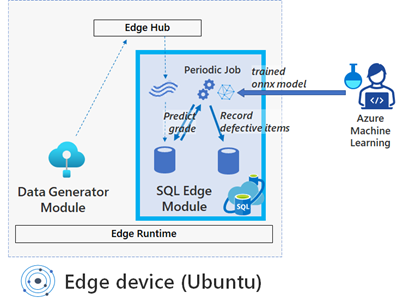 Edge Hub
Periodic Job
trained
onnx model
Predict
grade
Record
defective items
Azure
Machine
Learning
Data Generator
Module
SQL Edge
Module
SQL
Edge Runtime
Edge device (Ubuntu)